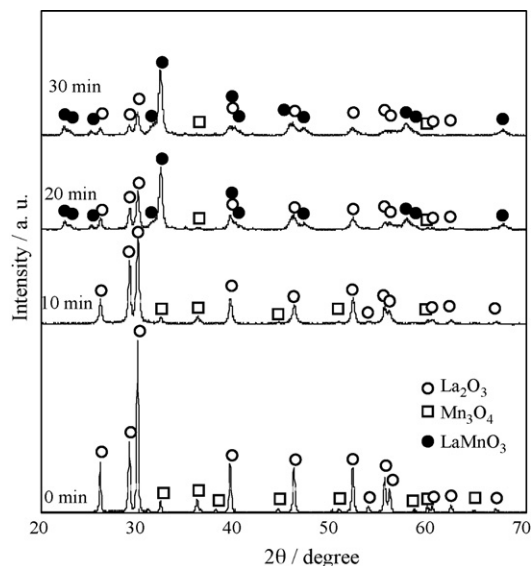 30 min
20 min
10 min
0 min
Intensity / a. u.
La₂O₃
Mn₃O₄
LaMnO₃
20 30 40 50 60 70
2θ / degree